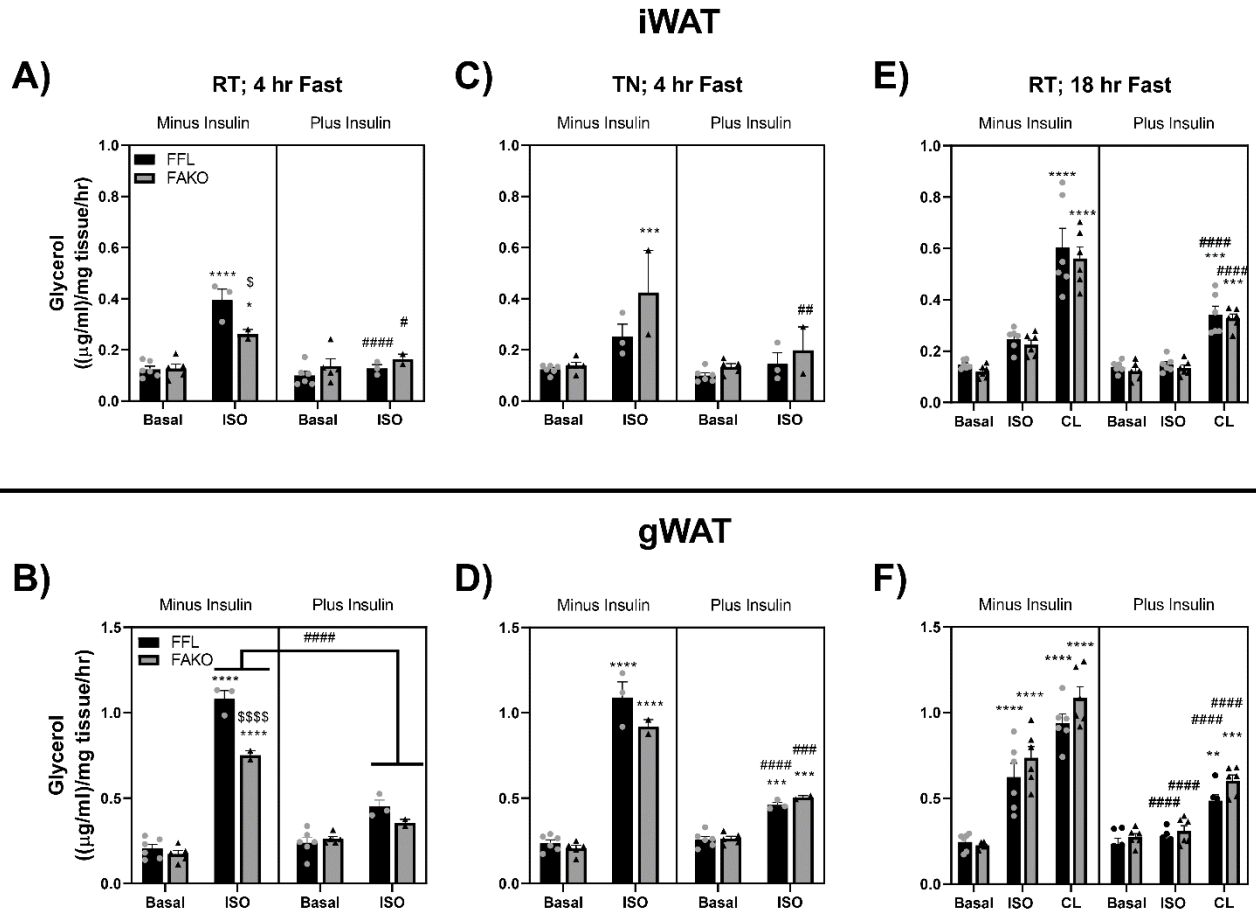 iWAT
A)
RT; 4 hr Fast
Minus Insulin Plus Insulin
Glycerol
((µg/ml)/mg tissue/hr)
1.0
0.8
0.6
0.4
0.2
0.0
FFL
FAKO
****
$
*
####
#
Basal ISO Basal ISO
C)
TN; 4 hr Fast
Minus Insulin Plus Insulin
1.0
0.8
0.6
0.4
0.2
0.0
***
##
Basal ISO Basal ISO
E)
RT; 18 hr Fast
Minus Insulin Plus Insulin
1.0
0.8
0.6
0.4
0.2
0.0
****
****
####
***
####
***
Basal ISO CL Basal ISO CL
gWAT
B)
Minus Insulin Plus Insulin
Glycerol
((µg/ml)/mg tissue/hr)
1.5
1.0
0.5
0.0
FFL
FAKO
####
****
$$$$
****
Basal ISO Basal ISO
D)
Minus Insulin Plus Insulin
1.5
1.0
0.5
0.0
****
****
####
***
###
***
Basal ISO Basal ISO
F)
Minus Insulin Plus Insulin
1.5
1.0
0.5
0.0
****
****
****
****
####
####
####
####
**
***
Basal ISO CL Basal ISO CL